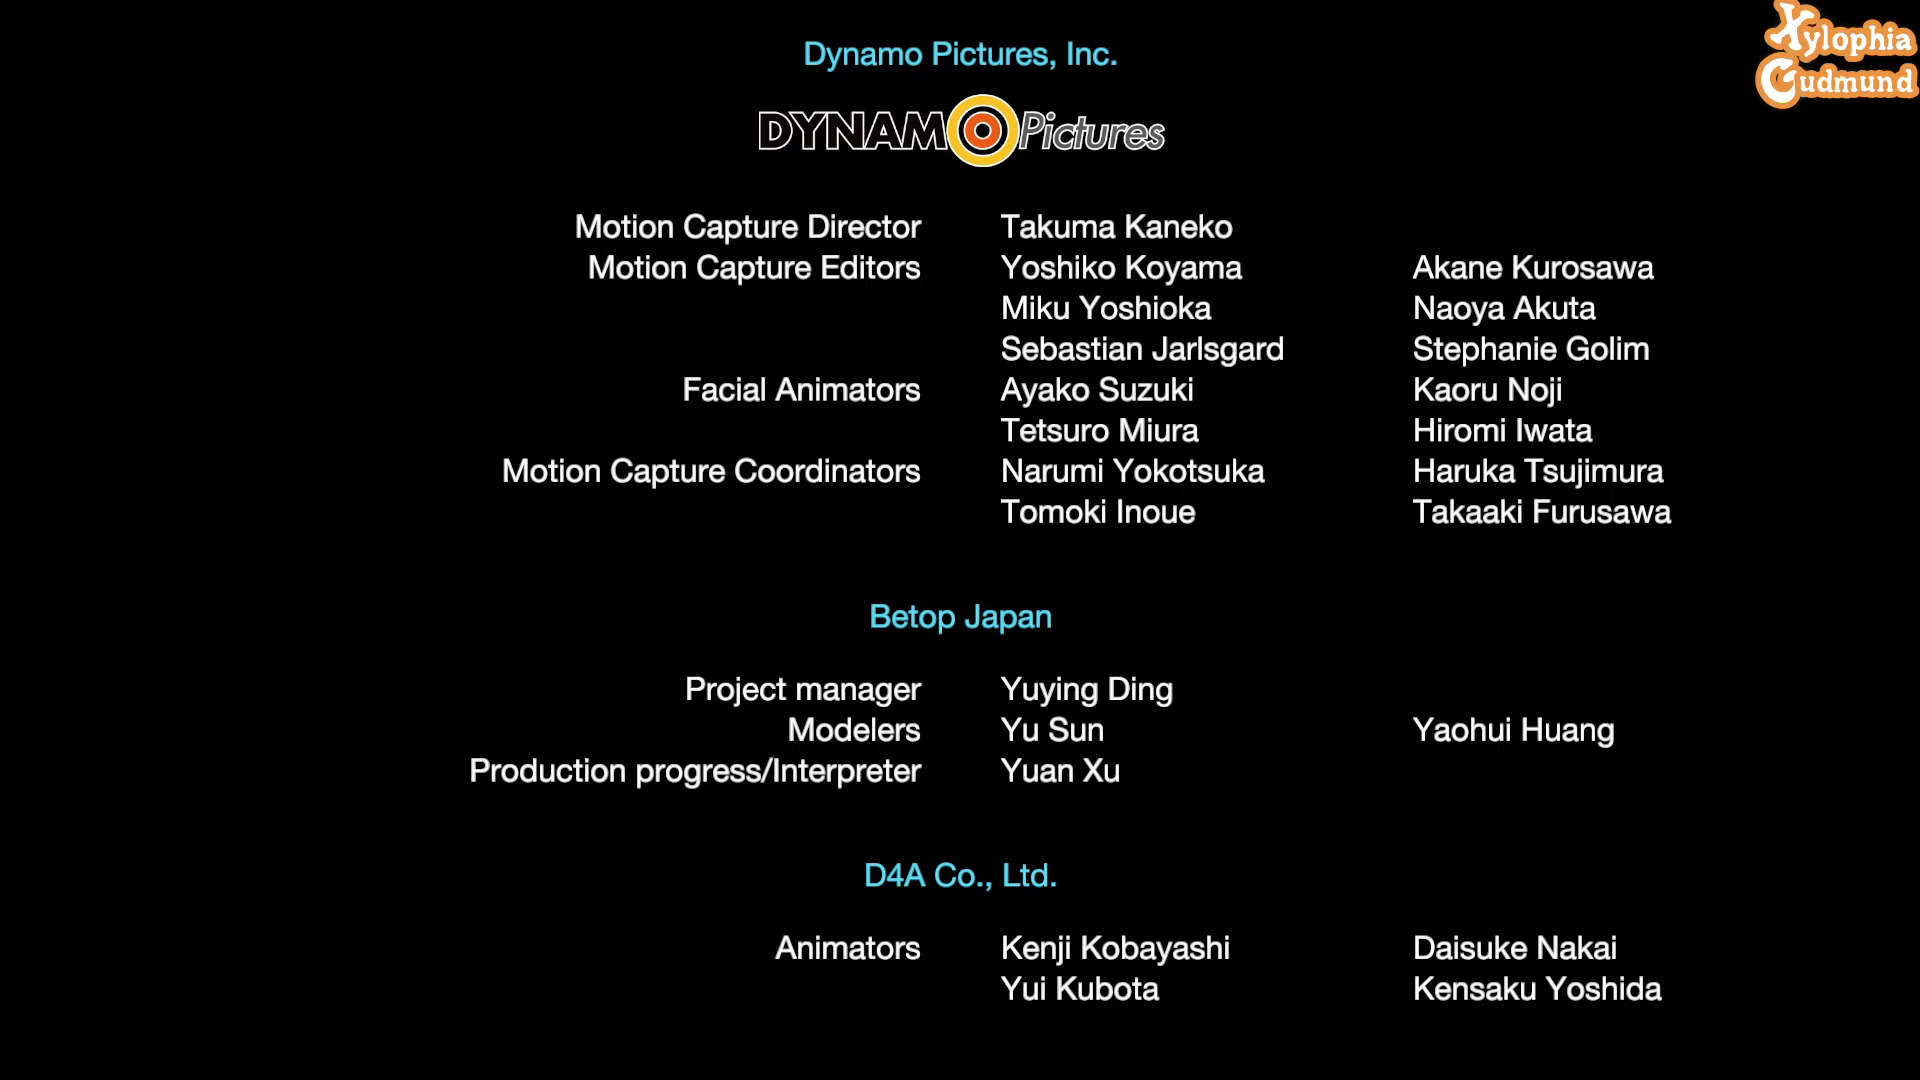 Xylophia
Gudmund
Dynamo Pictures, Inc.
DYNAMO Pictures
Motion Capture Director Takuma Kaneko
Motion Capture Editors Yoshiko Koyama Akane Kurosawa
Miku Yoshioka Naoya Akuta
Sebastian Jarlsgard Stephanie Golim
Facial Animators Ayako Suzuki Kaoru Noji
Tetsuro Miura Hiromi Iwata
Motion Capture Coordinators Narumi Yokotsuka Haruka Tsujimura
Tomoki Inoue Takaaki Furusawa
Betop Japan
Project manager Yuying Ding
Modelers Yu Sun Yaohui Huang
Production progress/Interpreter Yuan Xu
D4A Co., Ltd.
Animators Kenji Kobayashi Daisuke Nakai
Yui Kubota Kensaku Yoshida